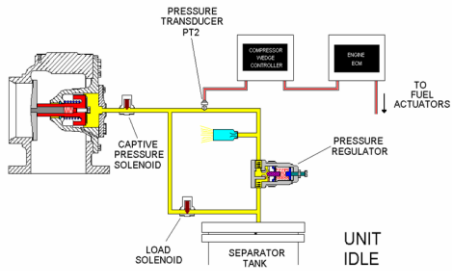 PRESSURE
TRANSDUCER
PT2
COMPRESSOR
WEDGE
CONTROLLER
ENGINE
ECM
TO
FUEL
ACTUATORS
CAPTIVE
PRESSURE
SOLENOID
PRESSURE
REGULATOR
LOAD
SOLENOID
SEPARATOR
TANK
UNIT
IDLE